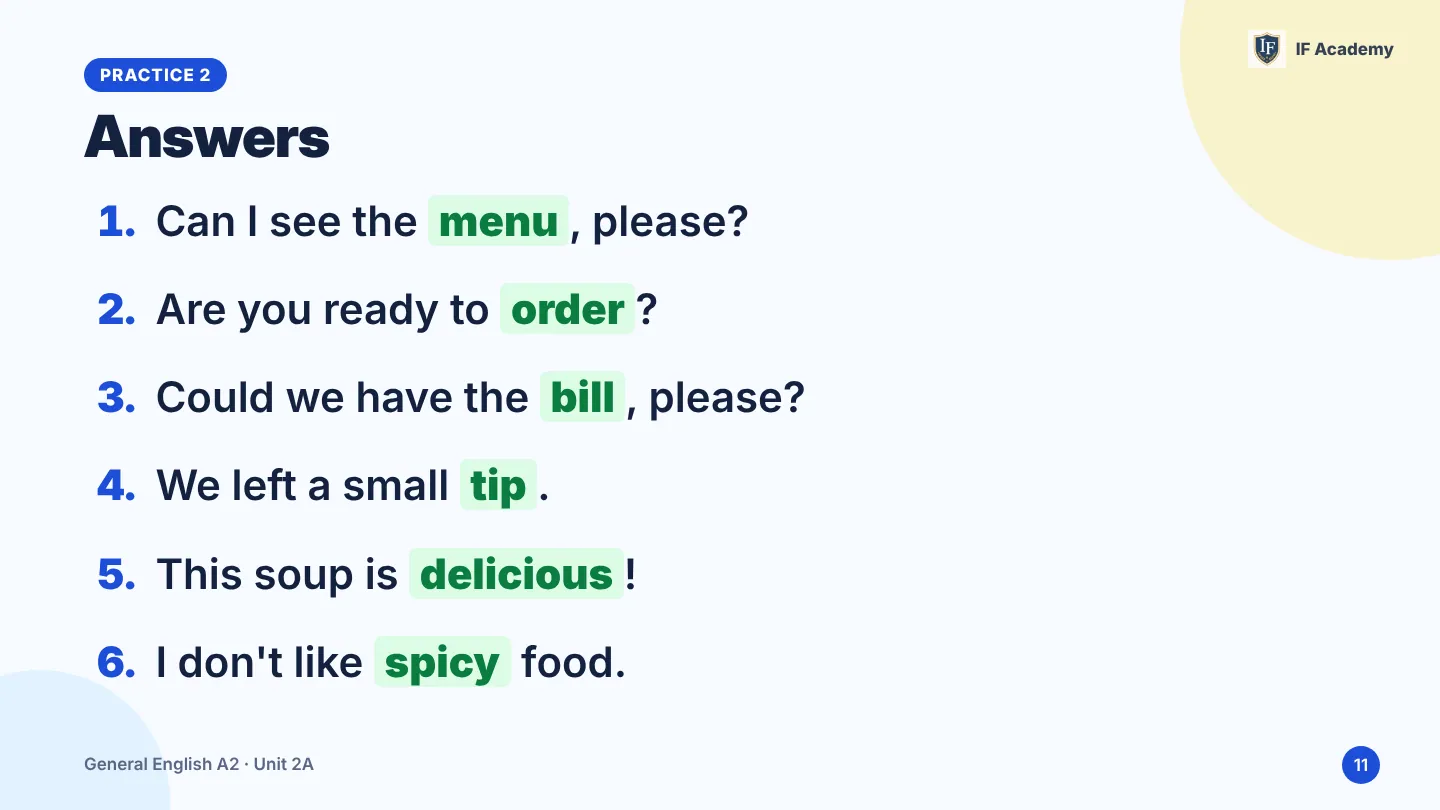 IF IF Academy
PRACTICE 2
Answers
1. Can I see the menu, please?
2. Are you ready to order?
3. Could we have the bill, please?
4. We left a small tip.
5. This soup is delicious!
6. I don't like spicy food.
General English A2 · Unit 2A
11